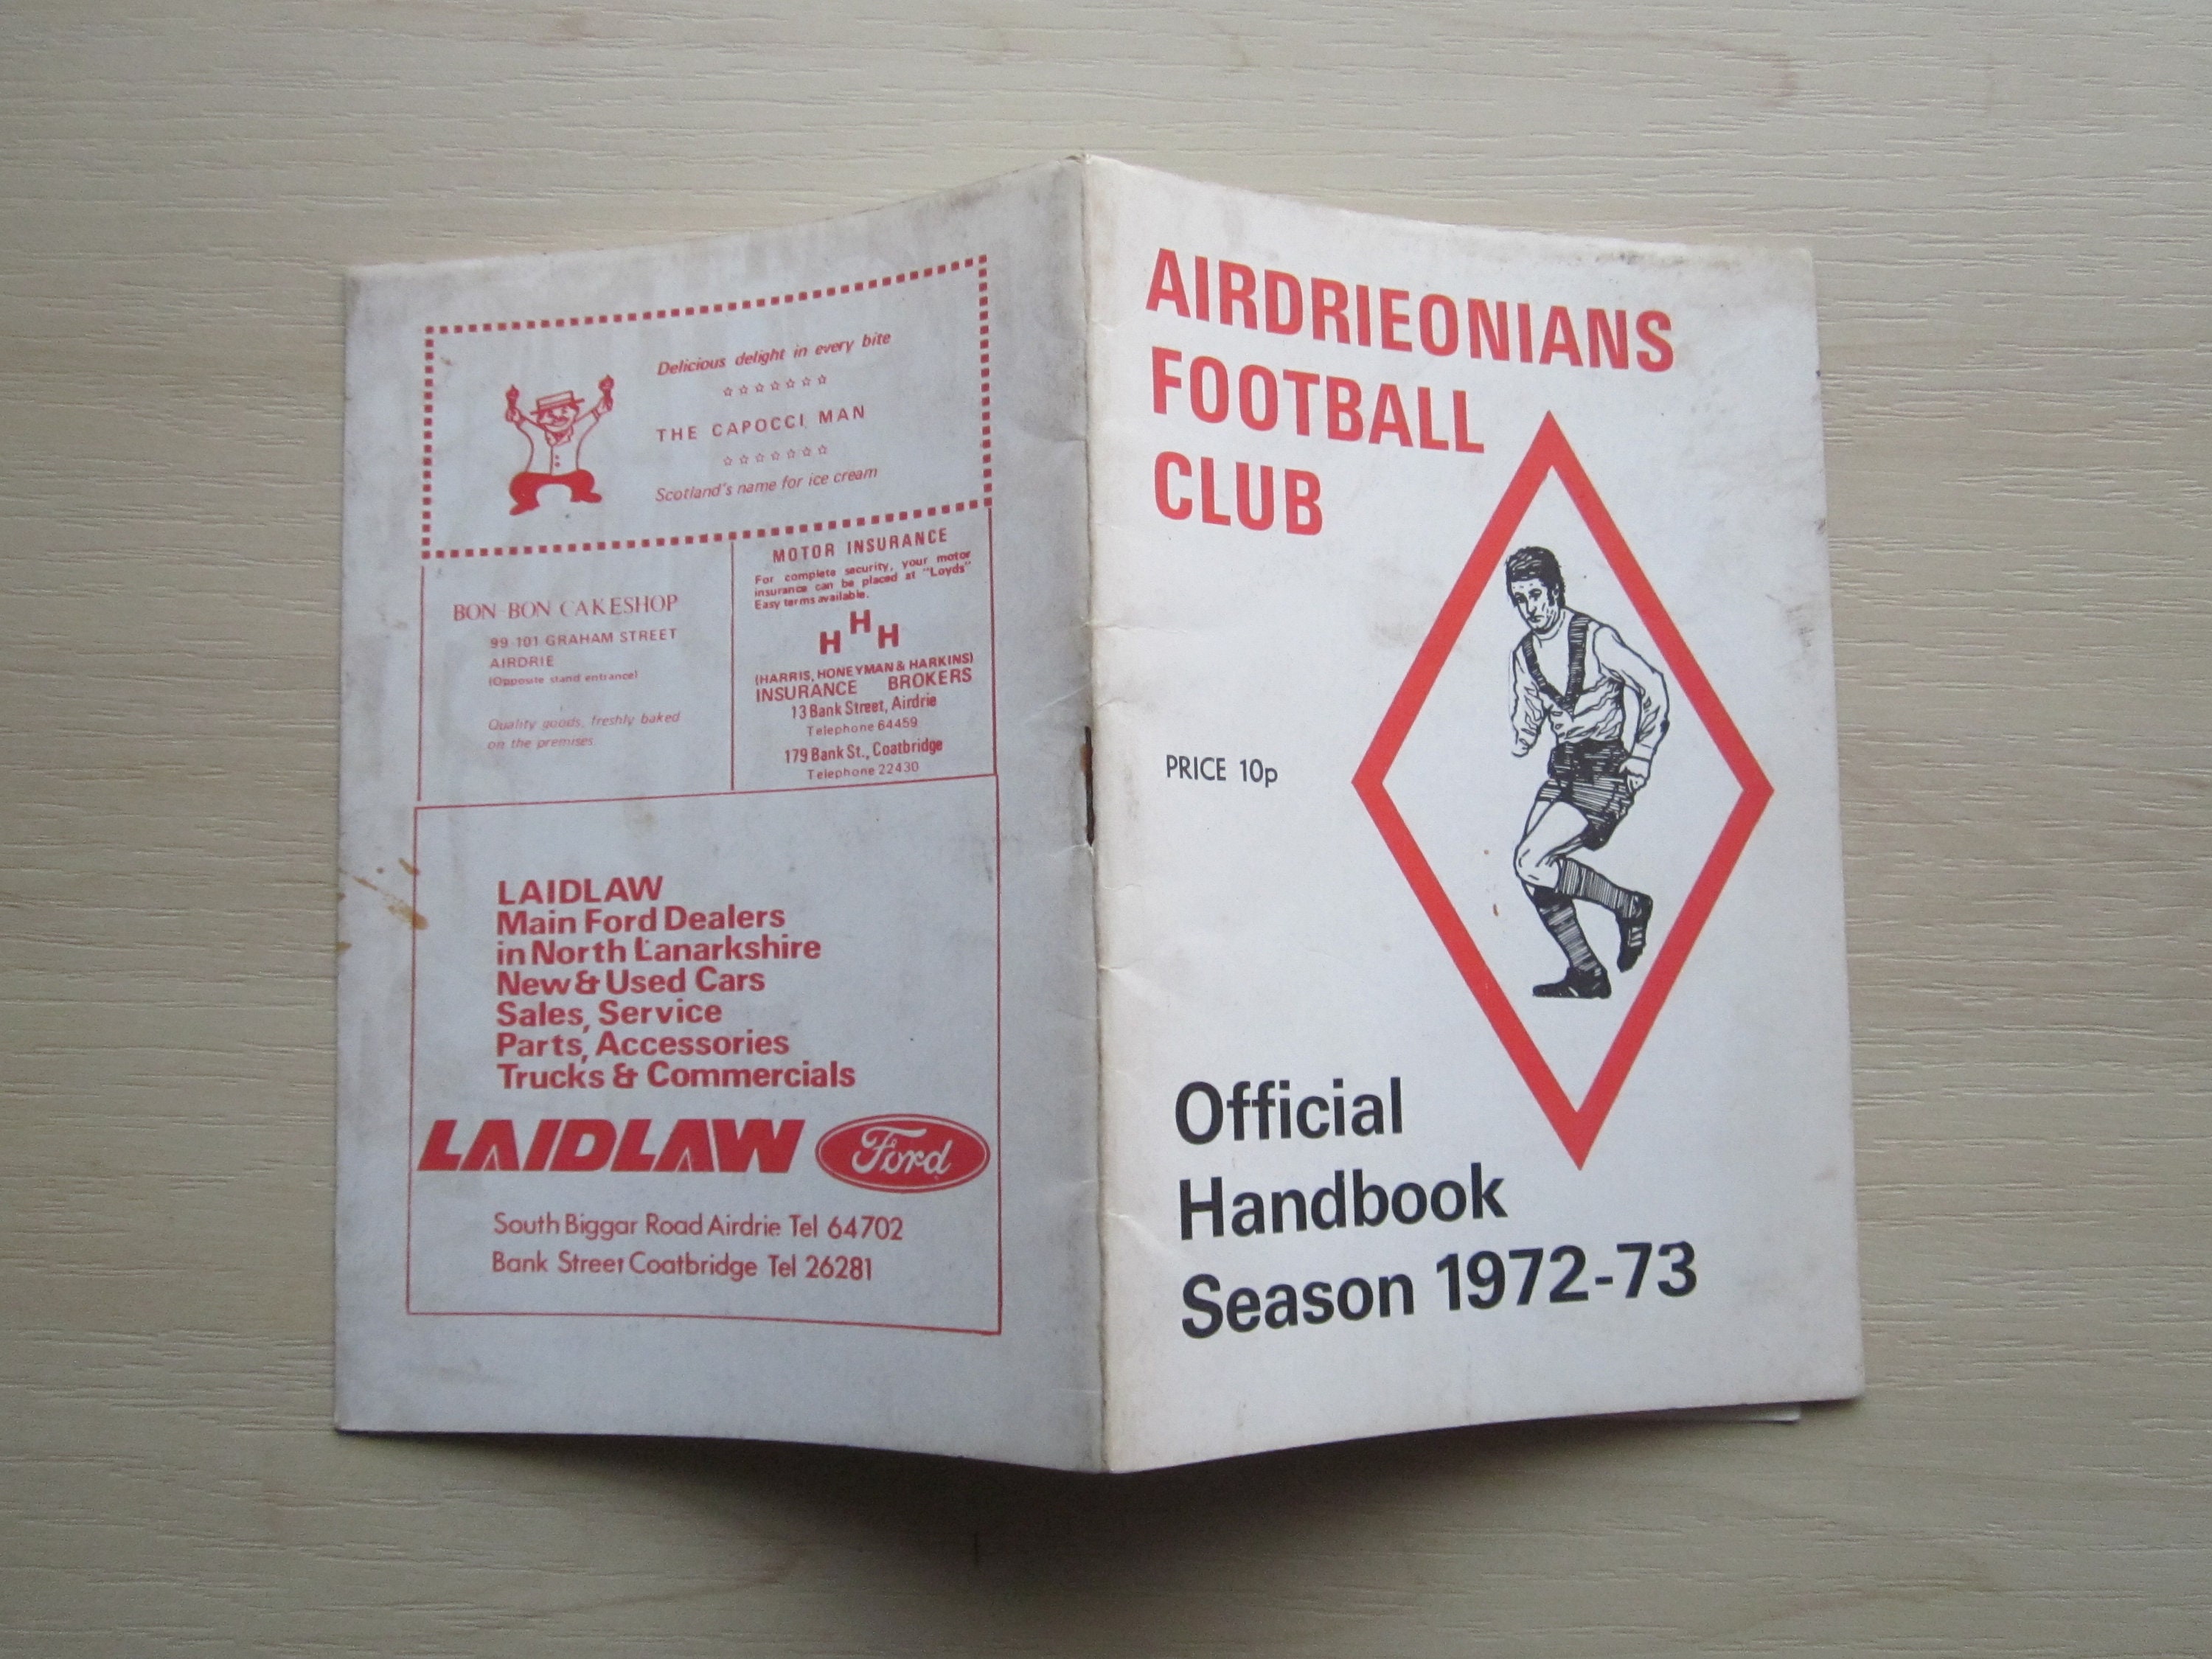 Delicious delight in every bite
THE CAPOCCI MAN
Scotland's name for ice cream
BON-BON CAKESHOP
99-101 GRAHAM STREET
AIRDRIE
(Opposite stand entrance)
Quality goods, freshly baked
on the premises
MOTOR INSURANCE
For complete security, your motor
insurance can be placed at "Loyds"
Easy terms available.
H H H
(HARRIS, HONEYMAN & HARKINS)
INSURANCE BROKERS
13 Bank Street, Airdrie
Telephone 64459
179 Bank St., Coatbridge
Telephone 22430
LAIDLAW
Main Ford Dealers
in North Lanarkshire
New & Used Cars
Sales, Service
Parts, Accessories
Trucks & Commercials
LAIDLAW Ford
South Biggar Road Airdrie Tel 64702
Bank Street Coatbridge Tel 26281
AIRDRIEONIANS
FOOTBALL
CLUB
PRICE 10p
Official
Handbook
Season 1972-73